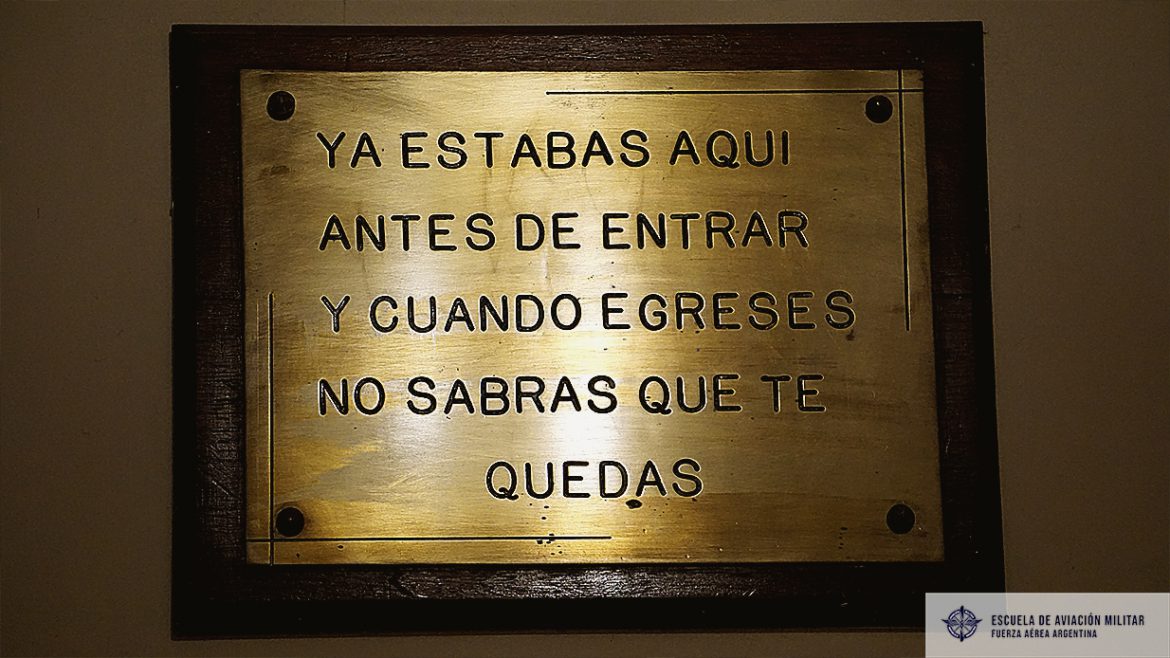 YA ESTABAS AQUI
ANTES DE ENTRAR
Y CUANDO EGRESES
NO SABRAS QUE TE
QUEDAS
ESCUELA DE AVIACIÓN MILITAR
FUERZA AÉREA ARGENTINA